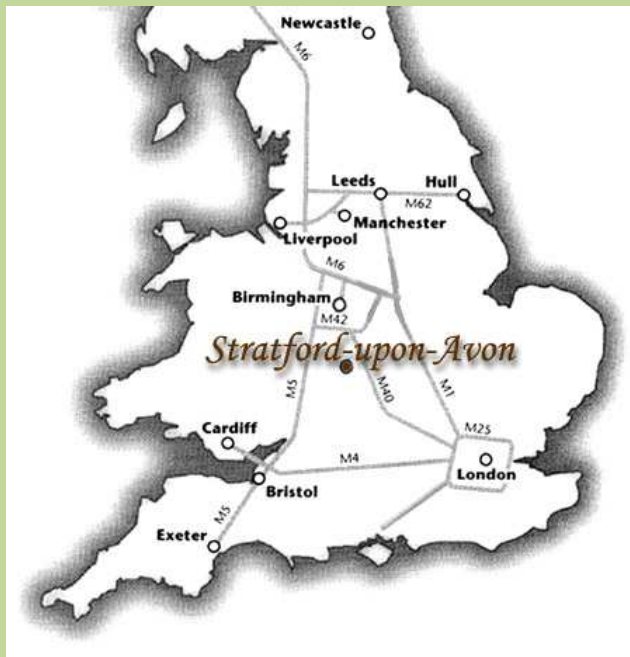 Newcastle
M6
Leeds
Hull
M62
Manchester
Liverpool
M6
Birmingham
M42
Stratford-upon-Avon
M5
M40
M1
Cardiff
M25
M4
London
Bristol
M5
Exeter